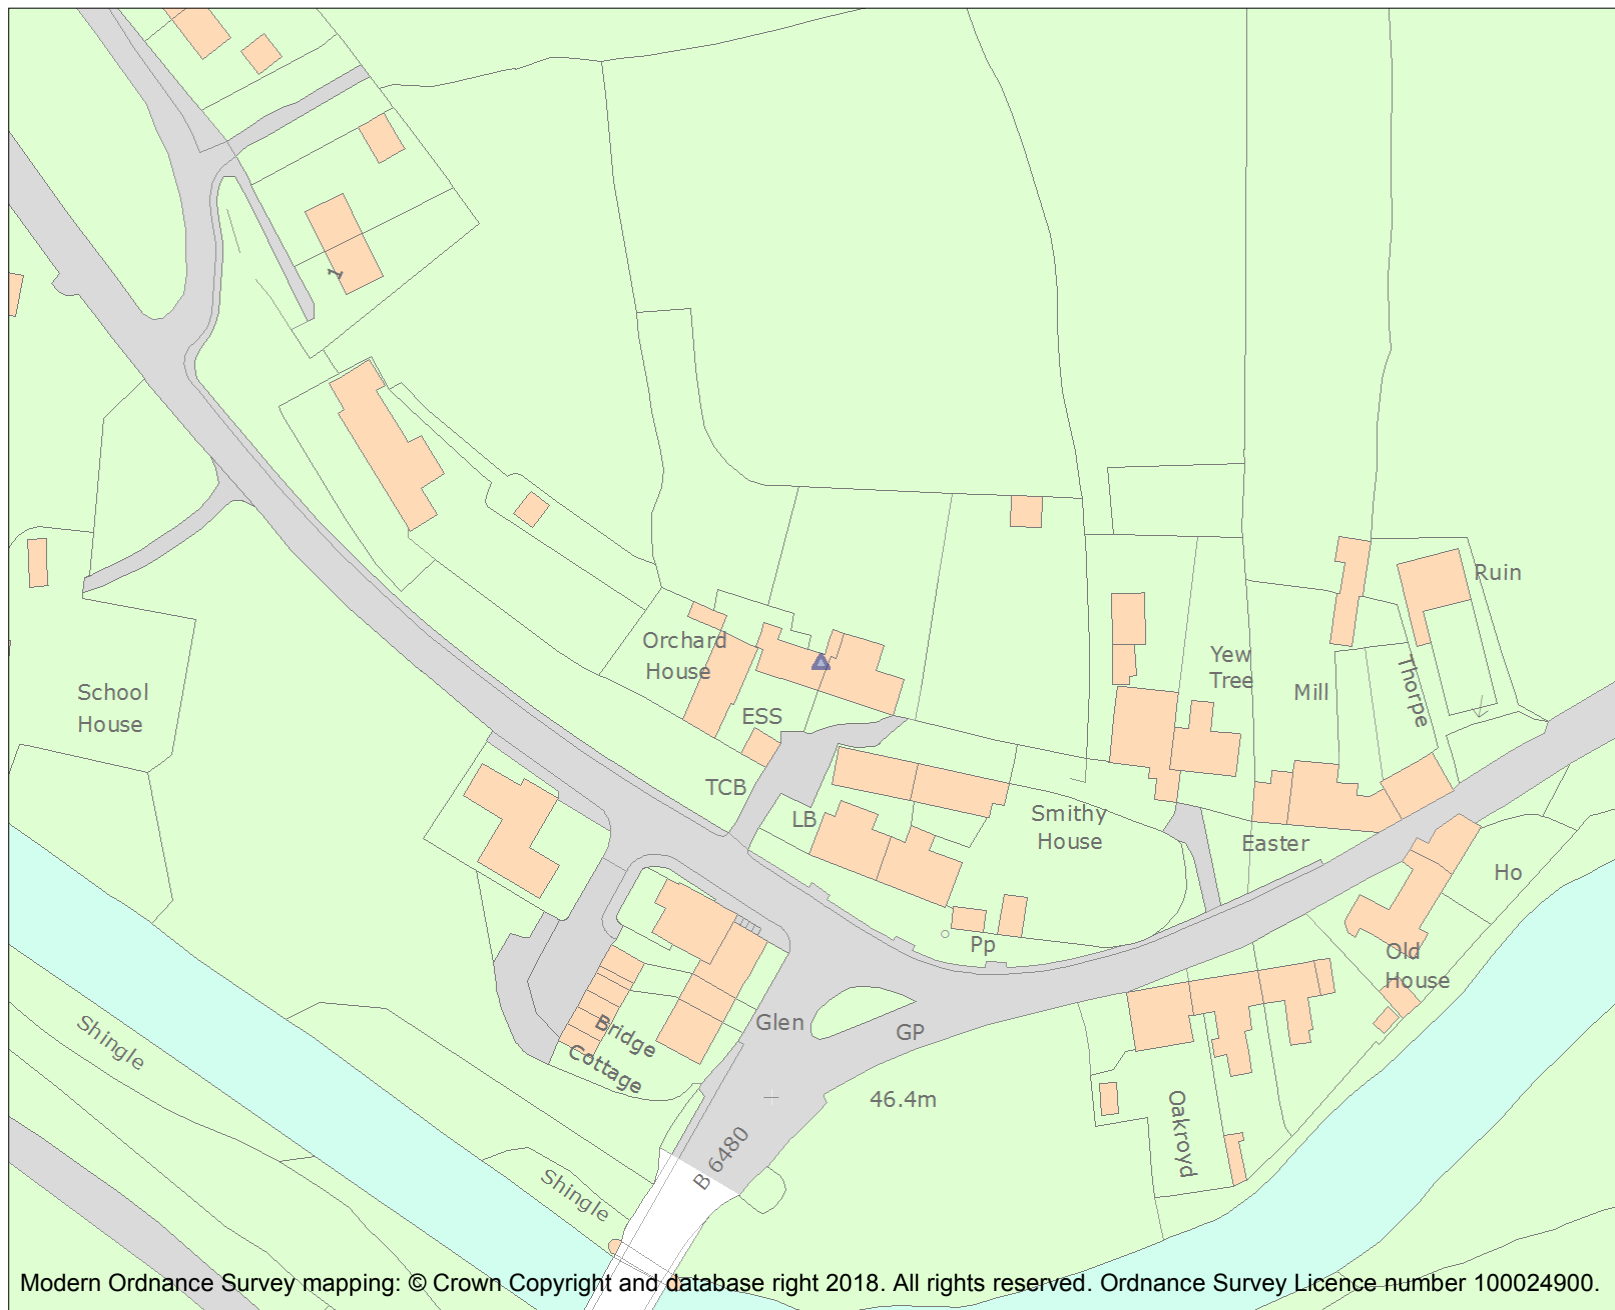 1
Ruin
Orchard
House
Yew
Tree
Mill
Thorpe
School
House
ESS
TCB
LB
Smithy
House
Easter
Ho
Pp
Old
House
Glen
GP
Bridge
Cottage
Shingle
46.4m
Oakroyd
B 6480
Shingle
Modern Ordnance Survey mapping: © Crown Copyright and database right 2018. All rights reserved. Ordnance Survey Licence number 100024900.